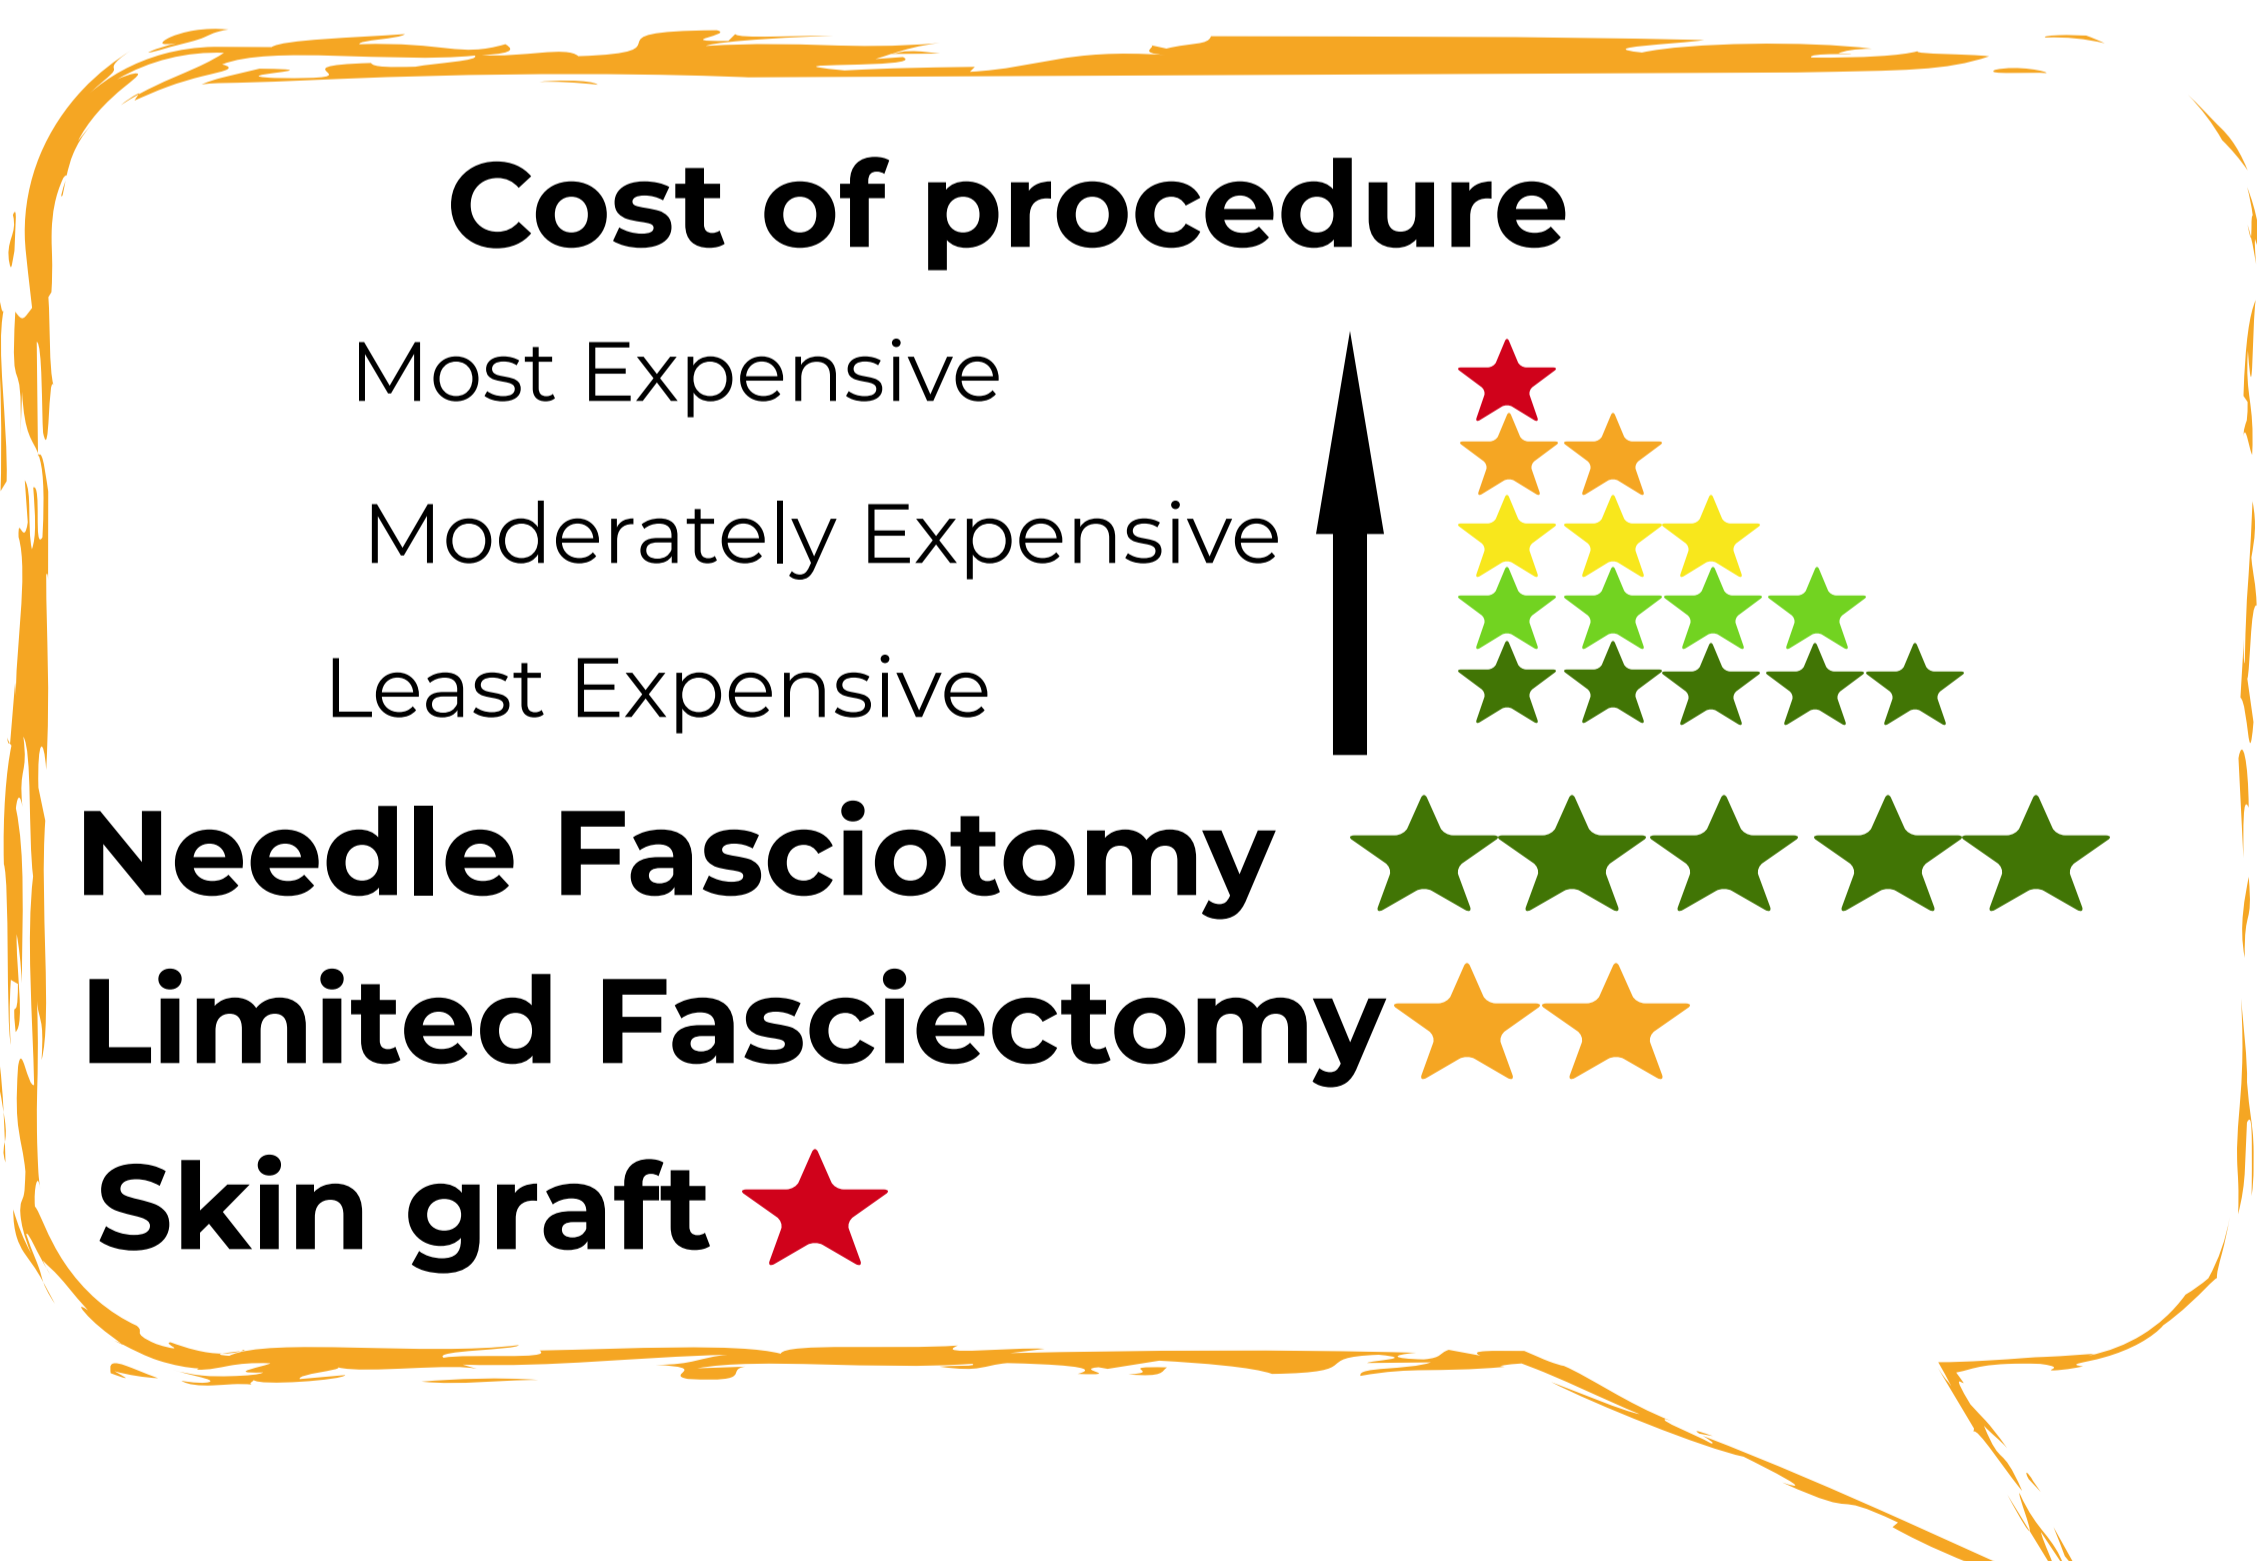 Cost of procedure
Most Expensive
Moderately Expensive
Least Expensive
Needle Fasciotomy
Limited Fasciectomy
Skin graft